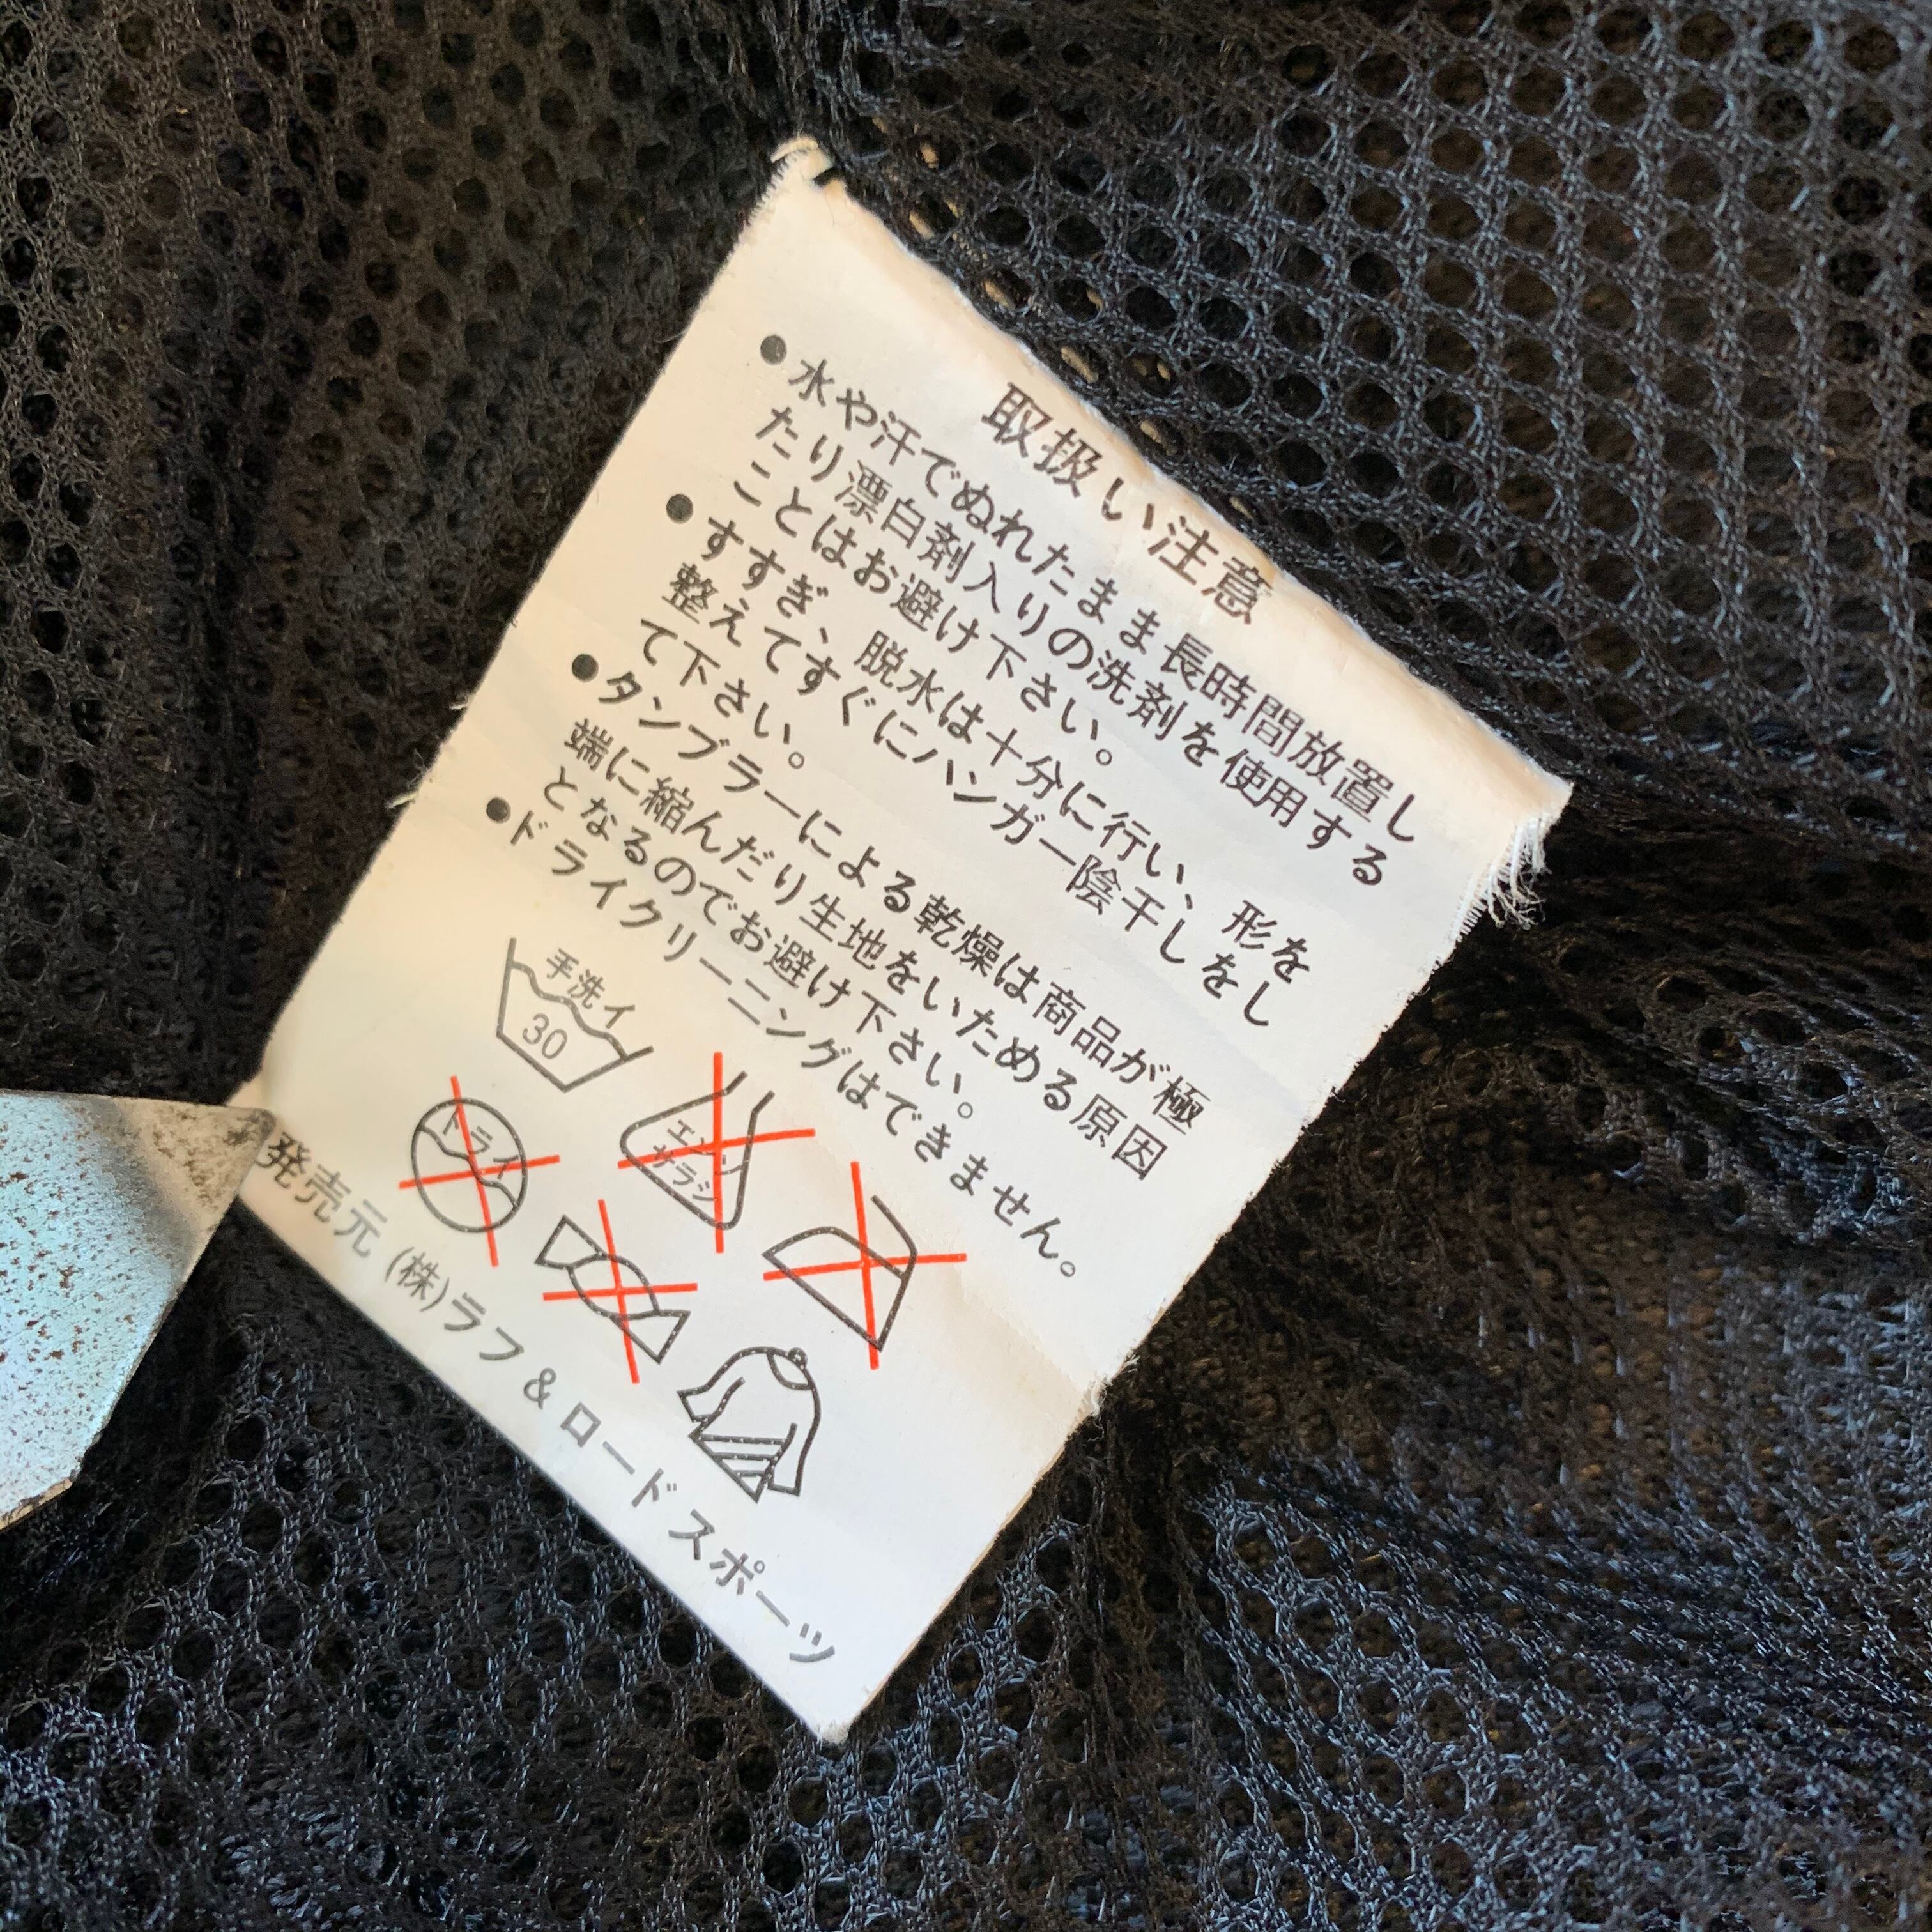 取扱い注意
●水や汗でぬれたまま長時間放置し
たり漂白剤入りの洗剤を使用する
ことはお避け下さい。
●すすぎ、脱水は十分に行い、形を
整えてすぐにハンガー陰干しをし
て下さい。
●タンブラーによる乾燥は商品が極
端に縮んだり生地をいためる原因
となるのでお避け下さい。
●ドライクリーニングはできません。
手洗イ
30
エンソ
サラシ
ドライ
発売元 (株)ラフ&ロードスポーツ